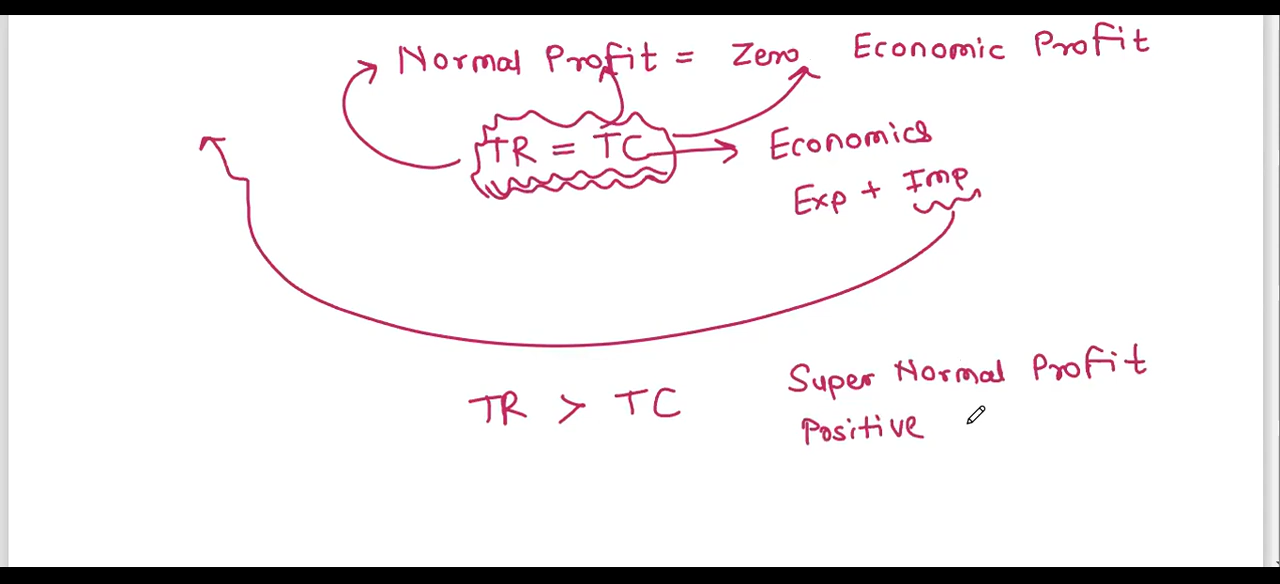 Normal Profit = Zero Economic Profit
TR = TC
Economics
Exp + Imp
TR > TC
Super Normal Profit
Positive